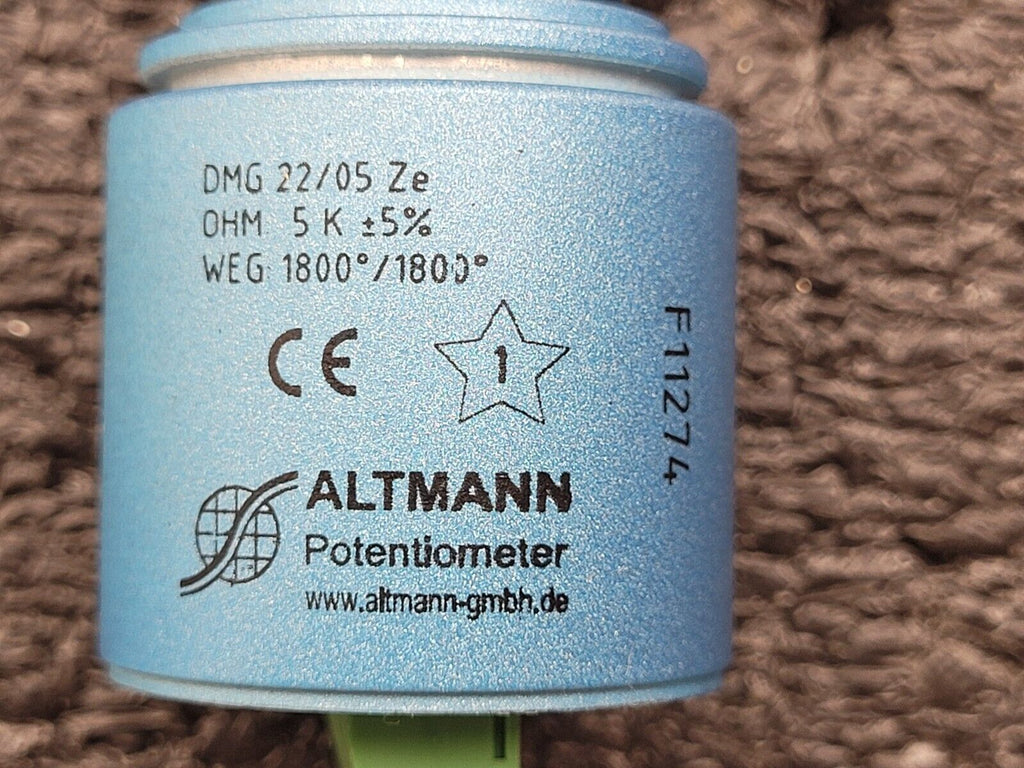 DMG 22/05 Ze
OHM 5 K ±5%
WEG: 1800°/1800°
CE
1
F11274
ALTMANN
Potentiometer
www.altmann-gmbh.de